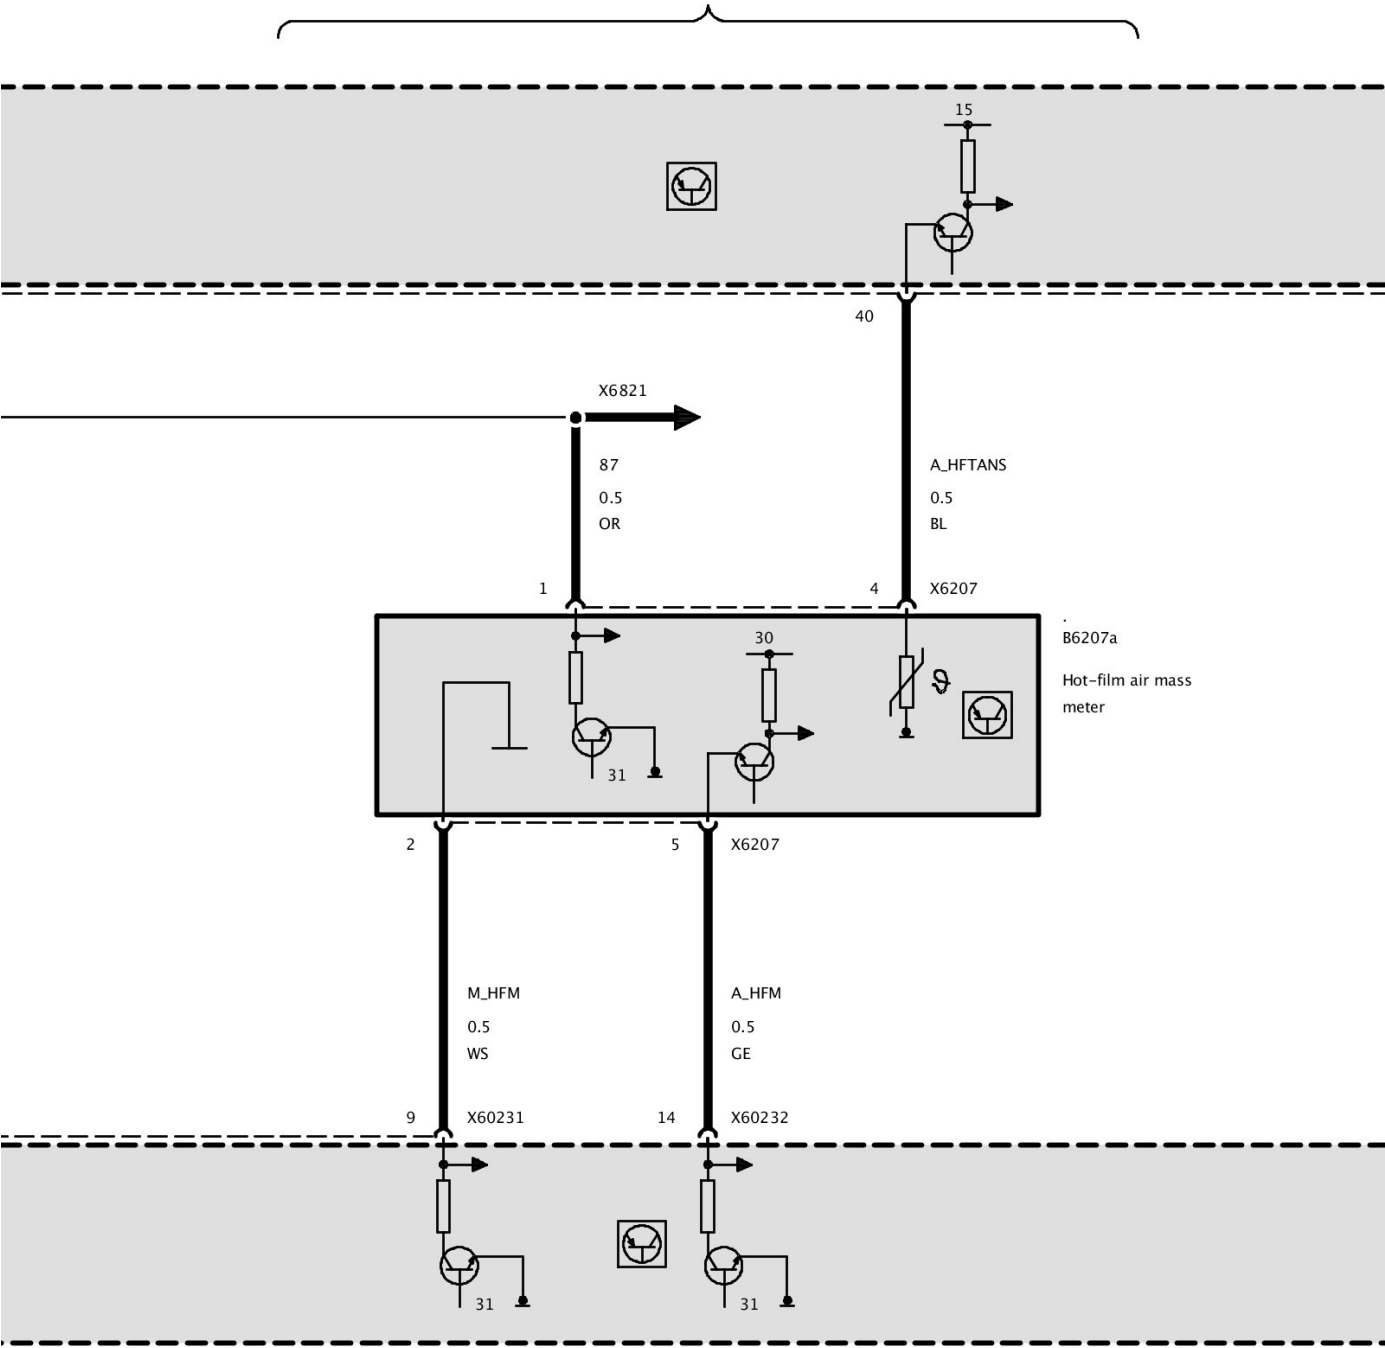 15
40
X6821
87
0.5
OR
A_HFTANS
0.5
BL
1
4
X6207
.
B6207a
Hot-film air mass
meter
30
ϑ
31
2
5
X6207
M_HFM
0.5
WS
A_HFM
0.5
GE
9
X60231
14
X60232
31
31